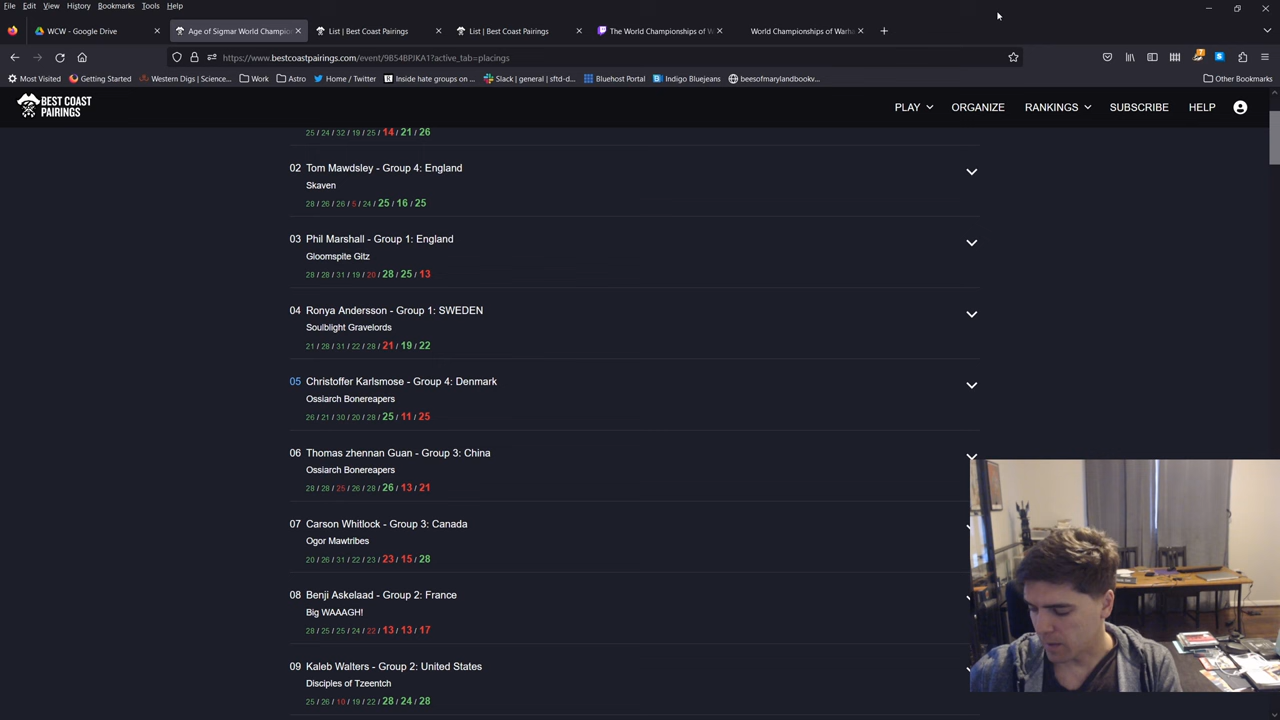 File Edit View History Bookmarks Tools Help
WCW - Google Drive
Age of Sigmar World Champio
List | Best Coast Pairings
List | Best Coast Pairings
The World Championships of W
World Championships of Warha
https://www.bestcoastpairings.com/event/9B54BPJKA1?active_tab=placings
Most Visited Getting Started Western Digs | Science... Work Astro Home / Twitter Inside hate groups on ... Slack | general | sftd-d... Bluehost Portal Indigo Bluejeans beesofmarylandbookv... Other Bookmarks
BEST COAST PAIRINGS
PLAY ORGANIZE RANKINGS SUBSCRIBE HELP
25 / 24 / 32 / 19 / 25 / 14 / 21 / 26
02 Tom Mawdsley - Group 4: England
Skaven
28 / 26 / 26 / 5 / 24 / 25 / 16 / 25
03 Phil Marshall - Group 1: England
Gloomspite Gitz
28 / 28 / 31 / 19 / 20 / 28 / 25 / 13
04 Ronya Andersson - Group 1: SWEDEN
Soulblight Gravelords
21 / 28 / 31 / 22 / 28 / 21 / 19 / 22
05 Christoffer Karlsmose - Group 4: Denmark
Ossiarch Bonereapers
26 / 21 / 30 / 20 / 28 / 25 / 11 / 25
06 Thomas zhennan Guan - Group 3: China
Ossiarch Bonereapers
28 / 28 / 25 / 26 / 28 / 26 / 13 / 21
07 Carson Whitlock - Group 3: Canada
Ogor Mawtribes
20 / 26 / 31 / 22 / 23 / 23 / 15 / 28
08 Benji Askelaad - Group 2: France
Big WAAAGH!
28 / 25 / 25 / 24 / 22 / 13 / 13 / 17
09 Kaleb Walters - Group 2: United States
Disciples of Tzeentch
25 / 26 / 10 / 19 / 22 / 28 / 24 / 28